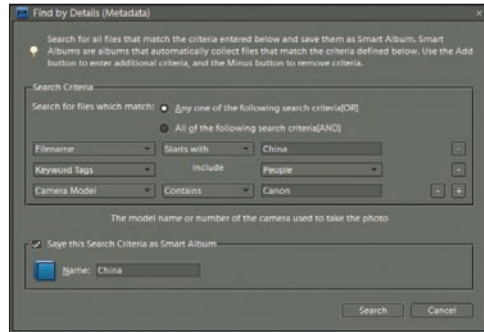 Find by Details (Metadata)
Search for all files that match the criteria entered below and save them as Smart Album. Smart
Albums are albums that automatically collect files that match the criteria defined below. Use the Add
button to enter additional criteria, and the Minus button to remove criteria.
Search Criteria
Search for files which match: Any one of the following search criteria[OR]
All of the following search criteria[AND]
Filename Starts with China -
Keyword Tags Include People -
Camera Model Contains Canon - +
The model name or number of the camera used to take the photo
Save this Search Criteria as Smart Album
Name: China
Search Cancel